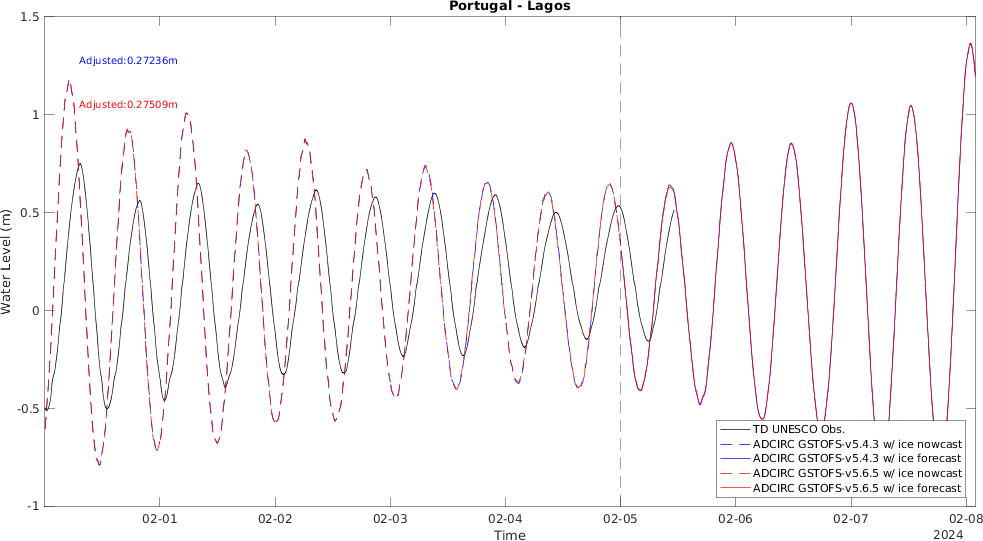 Portugal - Lagos
1.5
1
0.5
0
-0.5
-1
Water Level (m)
Adjusted:0.27236m
Adjusted:0.27509m
TD UNESCO Obs.
ADCIRC GSTOFS-v5.4.3 w/ ice nowcast
ADCIRC GSTOFS-v5.4.3 w/ ice forecast
ADCIRC GSTOFS-v5.6.5 w/ ice nowcast
ADCIRC GSTOFS-v5.6.5 w/ ice forecast
02-01 02-02 02-03 02-04 02-05 02-06 02-07 02-08
Time
2024